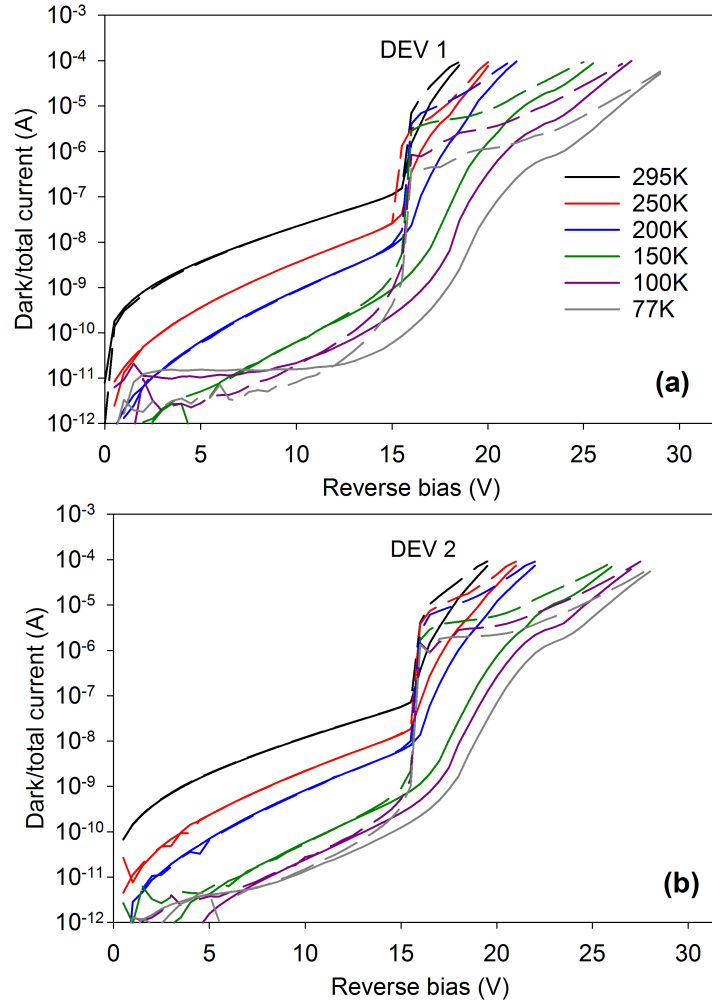 10⁻³
DEV 1
10⁻⁴
10⁻⁵
10⁻⁶
10⁻⁷
10⁻⁸
10⁻⁹
10⁻¹⁰
10⁻¹¹
10⁻¹²
Dark/total current (A)
295K
250K
200K
150K
100K
77K
(a)
0 5 10 15 20 25 30
Reverse bias (V)
10⁻³
DEV 2
10⁻⁴
10⁻⁵
10⁻⁶
10⁻⁷
10⁻⁸
10⁻⁹
10⁻¹⁰
10⁻¹¹
10⁻¹²
Dark/total current (A)
(b)
0 5 10 15 20 25 30
Reverse bias (V)